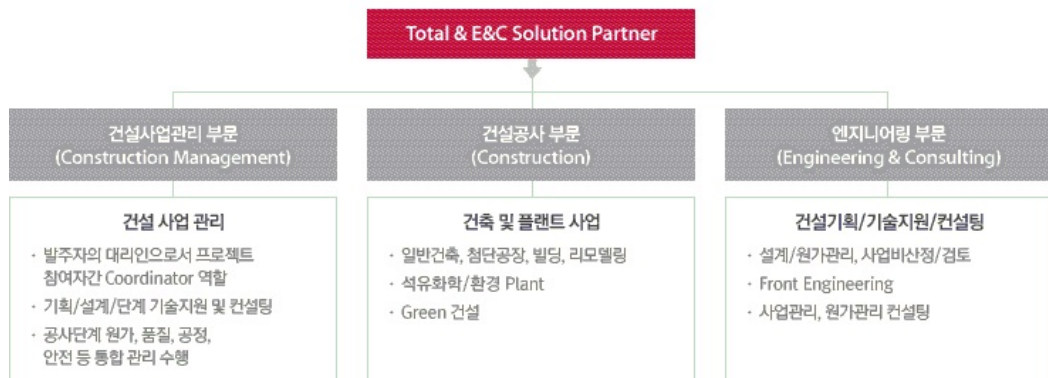 Total & E&C Solution Partner
건설사업관리 부문
(Construction Management)
건설 사업 관리
· 발주자의 대리인으로서 프로젝트
참여자간 Coordinator 역할
· 기획/설계/단계 기술지원 및 컨설팅
· 공사단계 원가, 품질, 공정,
안전 등 통합 관리 수행
건설공사 부문
(Construction)
건축 및 플랜트 사업
· 일반건축, 첨단공장, 빌딩, 리모델링
· 석유화학/환경 Plant
· Green 건설
엔지니어링 부문
(Engineering & Consulting)
건설기획/기술지원/컨설팅
· 설계/원가관리, 사업비산정/검토
· Front Engineering
· 사업관리, 원가관리 컨설팅